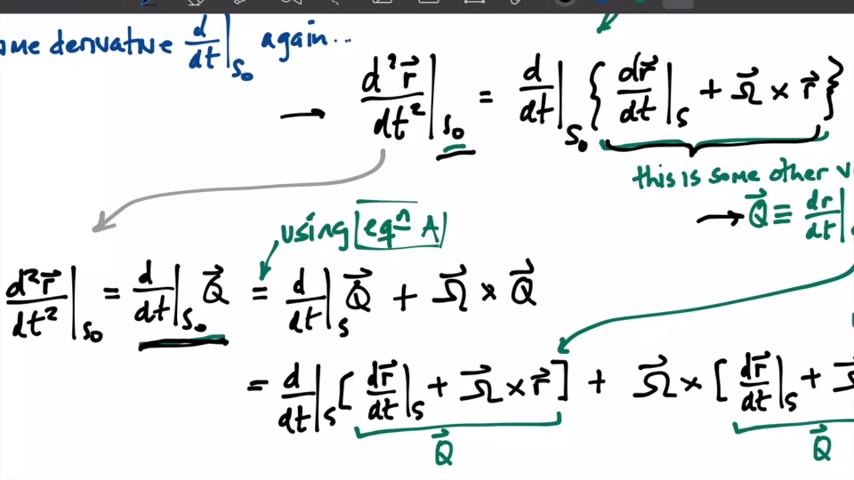 derivative d/dt|S₀ again...
→ d²r⃗/dt²|S₀ = d/dt|S₀ { dr⃗/dt|S + Ω⃗ × r⃗ }
this is some other
→ Q⃗ ≡ dr/dt|
using eqⁿ A
d²r⃗/dt²|S₀ = d/dt|S₀ Q⃗ = d/dt|S Q⃗ + Ω⃗ × Q⃗
= d/dt|S [ dr⃗/dt|S + Ω⃗ × r⃗ ] + Ω⃗ × [ dr⃗/dt|S +
Q⃗ Q⃗